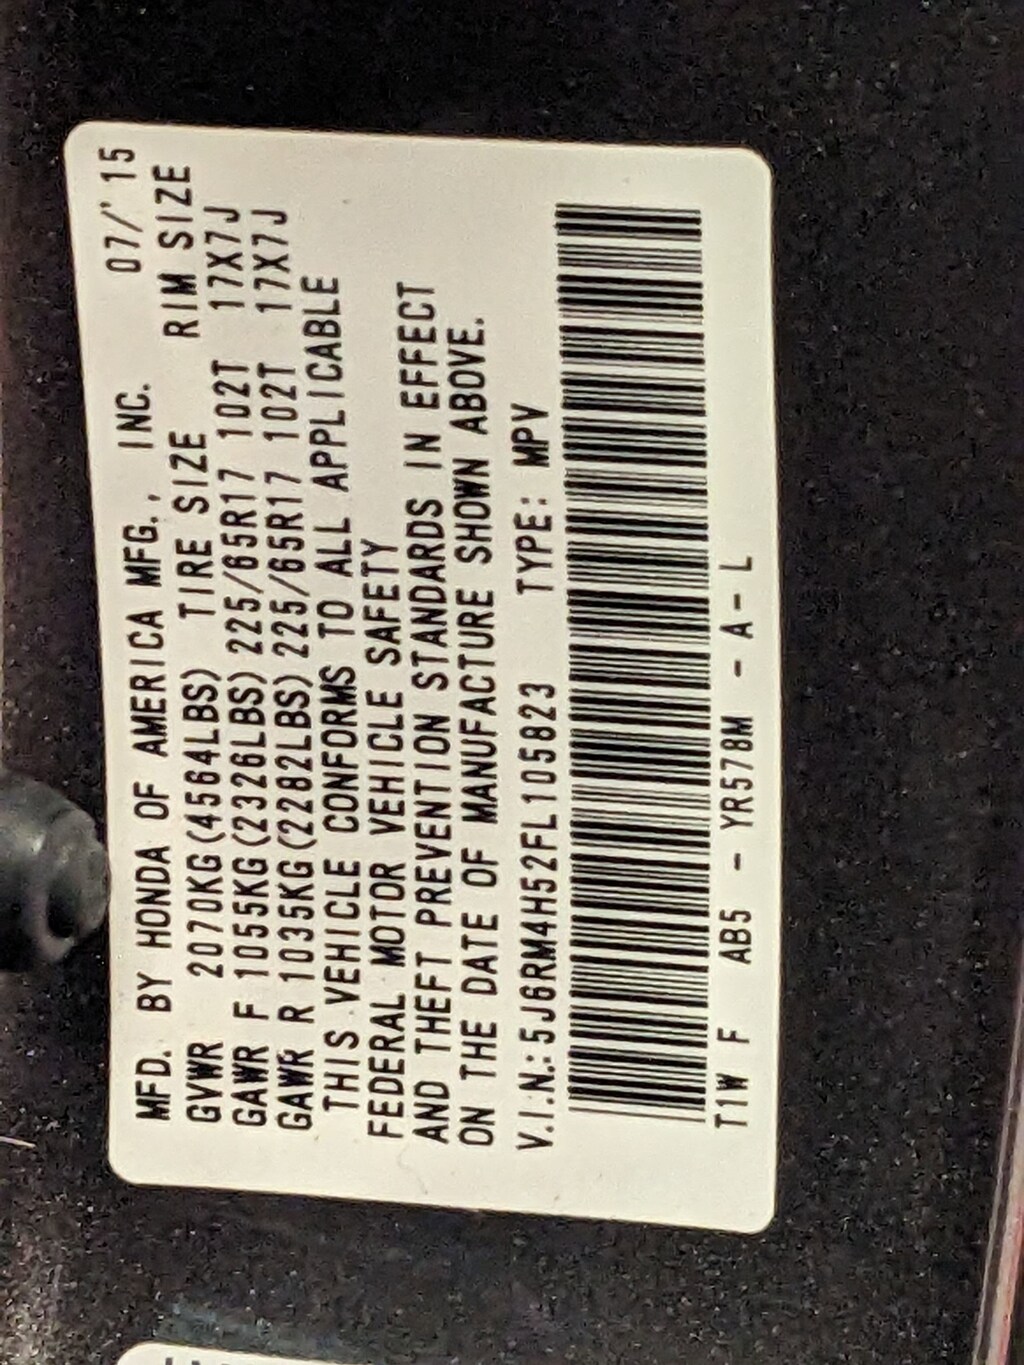 MFD. BY HONDA OF AMERICA MFG., INC. 07/'15
GVWR 2070KG(4564LBS) TIRE SIZE RIM SIZE
GAWR F 1055KG(2326LBS) 225/65R17 102T 17X7J
GAWR R 1035KG(2282LBS) 225/65R17 102T 17X7J
THIS VEHICLE CONFORMS TO ALL APPLICABLE
FEDERAL MOTOR VEHICLE SAFETY
AND THEFT PREVENTION STANDARDS IN EFFECT
ON THE DATE OF MANUFACTURE SHOWN ABOVE.
V.I.N.:5J6RM4H52FL105823 TYPE: MPV
T1W F AB5 - YR578M - A- L